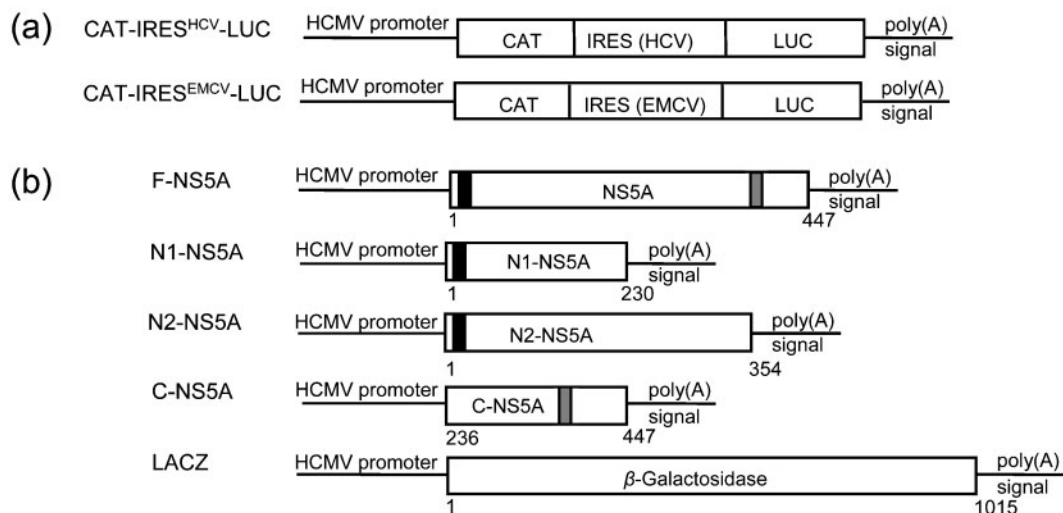 (a)
CAT-IRES^HCV-LUC
HCMV promoter
CAT
IRES (HCV)
LUC
poly(A)
signal
CAT-IRES^EMCV-LUC
HCMV promoter
CAT
IRES (EMCV)
LUC
poly(A)
signal
(b)
F-NS5A
HCMV promoter
NS5A
poly(A)
signal
1
447
N1-NS5A
HCMV promoter
N1-NS5A
poly(A)
signal
1
230
N2-NS5A
HCMV promoter
N2-NS5A
poly(A)
signal
1
354
C-NS5A
HCMV promoter
C-NS5A
poly(A)
signal
236
447
LACZ
HCMV promoter
β-Galactosidase
poly(A)
signal
1
1015